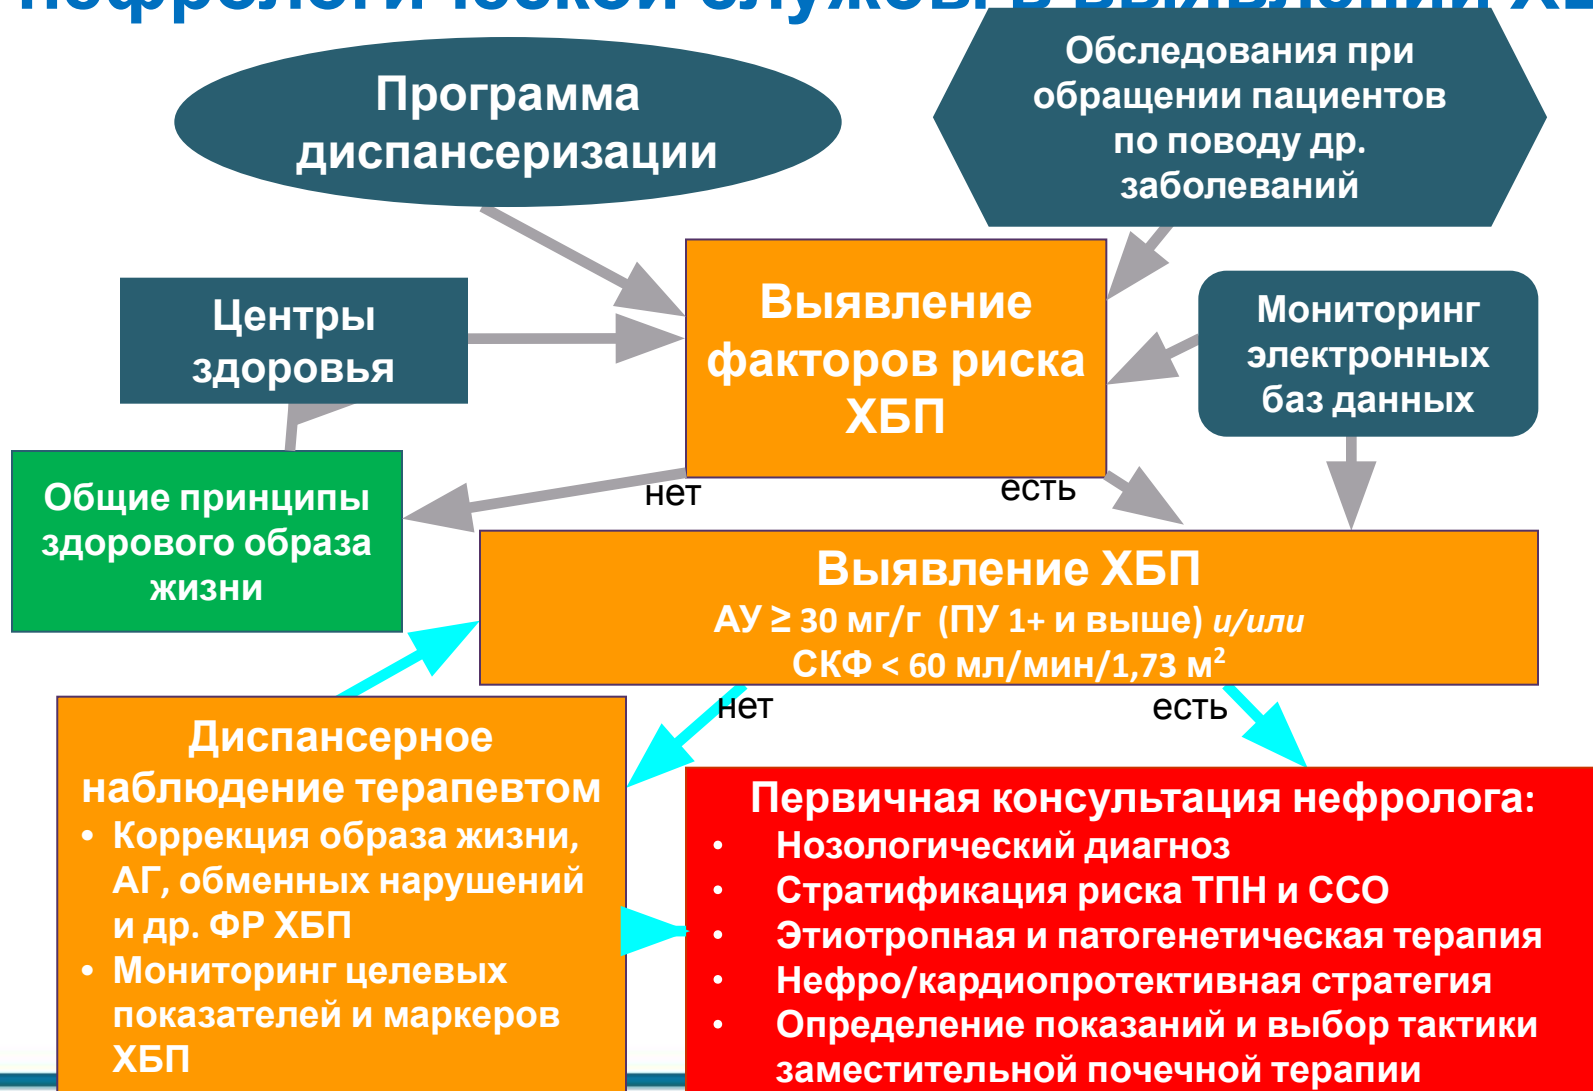 нефрологической службы в выявлении ХБ
Программа
диспансеризации
Обследования при
обращении пациентов
по поводу др.
заболеваний
Центры
здоровья
Выявление
факторов риска
ХБП
Мониторинг
электронных
баз данных
нет
есть
Общие принципы
здорового образа
жизни
Выявление ХБП
АУ ≥ 30 мг/г (ПУ 1+ и выше) и/или
СКФ < 60 мл/мин/1,73 м²
нет
есть
Диспансерное
наблюдение терапевтом
• Коррекция образа жизни,
АГ, обменных нарушений
и др. ФР ХБП
• Мониторинг целевых
показателей и маркеров
ХБП
Первичная консультация нефролога:
• Нозологический диагноз
• Стратификация риска ТПН и ССО
• Этиотропная и патогенетическая терапия
• Нефро/кардиопротективная стратегия
• Определение показаний и выбор тактики
заместительной почечной терапии